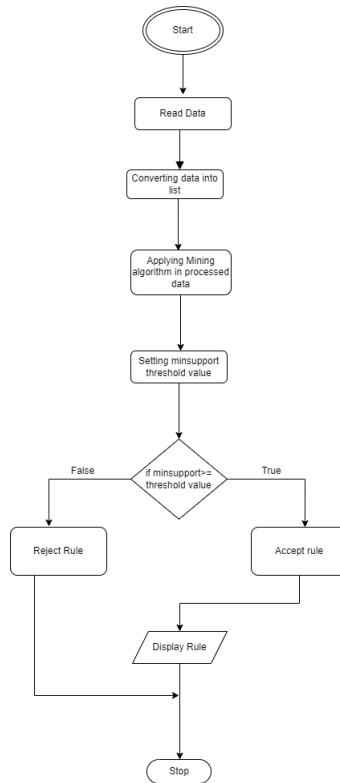 Start
Read Data
Converting data into
list
Applying Mining
algorithm in processed
data
Setting minsupport
threshold value
False
if minsupport>=
threshold value
True
Reject Rule
Accept rule
Display Rule
Stop